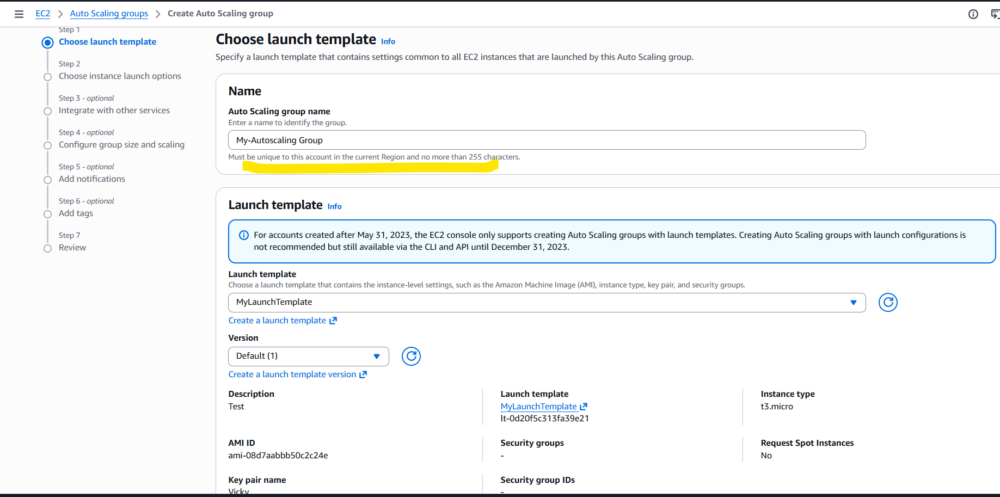 EC2 > Auto Scaling groups > Create Auto Scaling group
Step 1
Choose launch template
Step 2
Choose instance launch options
Step 3 - optional
Integrate with other services
Step 4 - optional
Configure group size and scaling
Step 5 - optional
Add notifications
Step 6 - optional
Add tags
Step 7
Review
Choose launch template Info
Specify a launch template that contains settings common to all EC2 instances that are launched by this Auto Scaling group.
Name
Auto Scaling group name
Enter a name to identify the group.
My-Autoscaling Group
Must be unique to this account in the current Region and no more than 255 characters.
Launch template Info
For accounts created after May 31, 2023, the EC2 console only supports creating Auto Scaling groups with launch templates. Creating Auto Scaling groups with launch configurations is
not recommended but still available via the CLI and API until December 31, 2023.
Launch template
Choose a launch template that contains the instance-level settings, such as the Amazon Machine Image (AMI), instance type, key pair, and security groups.
MyLaunchTemplate
Create a launch template
Version
Default (1)
Create a launch template version
Description
Test
Launch template
MyLaunchTemplate
lt-0d20f5c313fa39e21
Instance type
t3.micro
AMI ID
ami-08d7aabbb50c2c24e
Security groups
-
Request Spot Instances
No
Key pair name
Vicky
Security group IDs
-